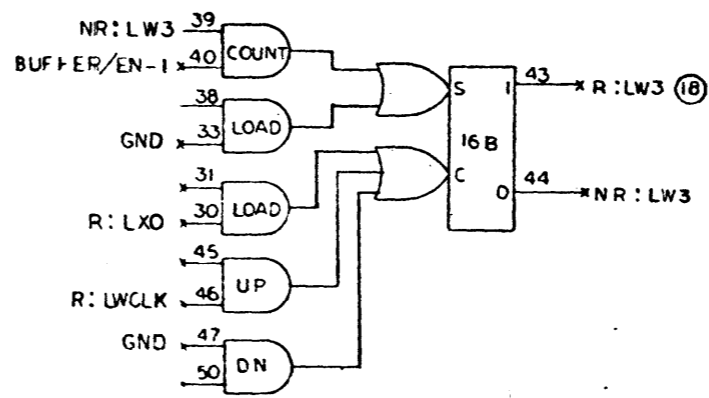 NR:LW3 39
BUFFER/EN-1 40
COUNT
38
GND 33
LOAD
31
R:LX0 30
LOAD
45
R:LWCLK 46
UP
GND 47
50
DN
S 1
16B
C 0
43 R:LW3 18
44 NR:LW3